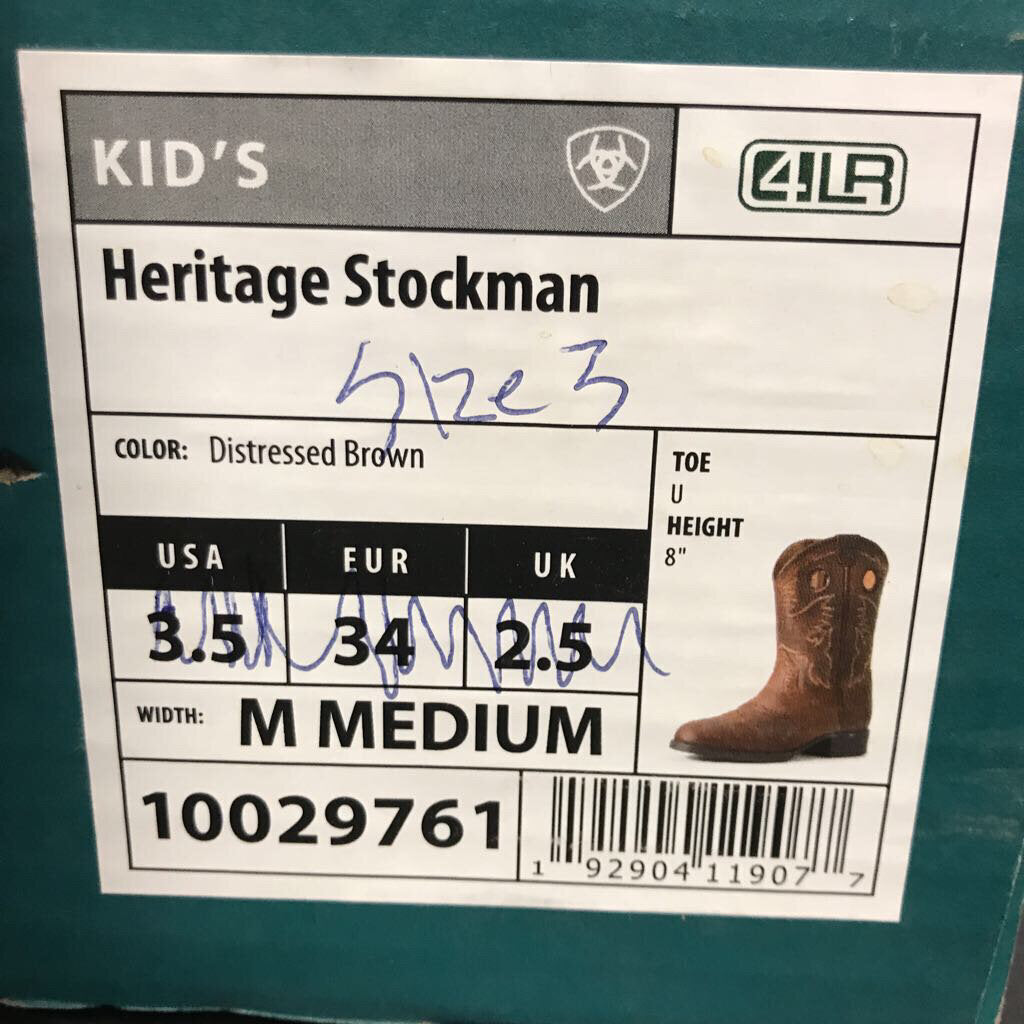 KID'S
4LR
Heritage Stockman
Size 3
COLOR: Distressed Brown
TOE
U
HEIGHT
8"
USA EUR UK
3.5 34 2.5
WIDTH: M MEDIUM
10029761
1 92904 11907 7